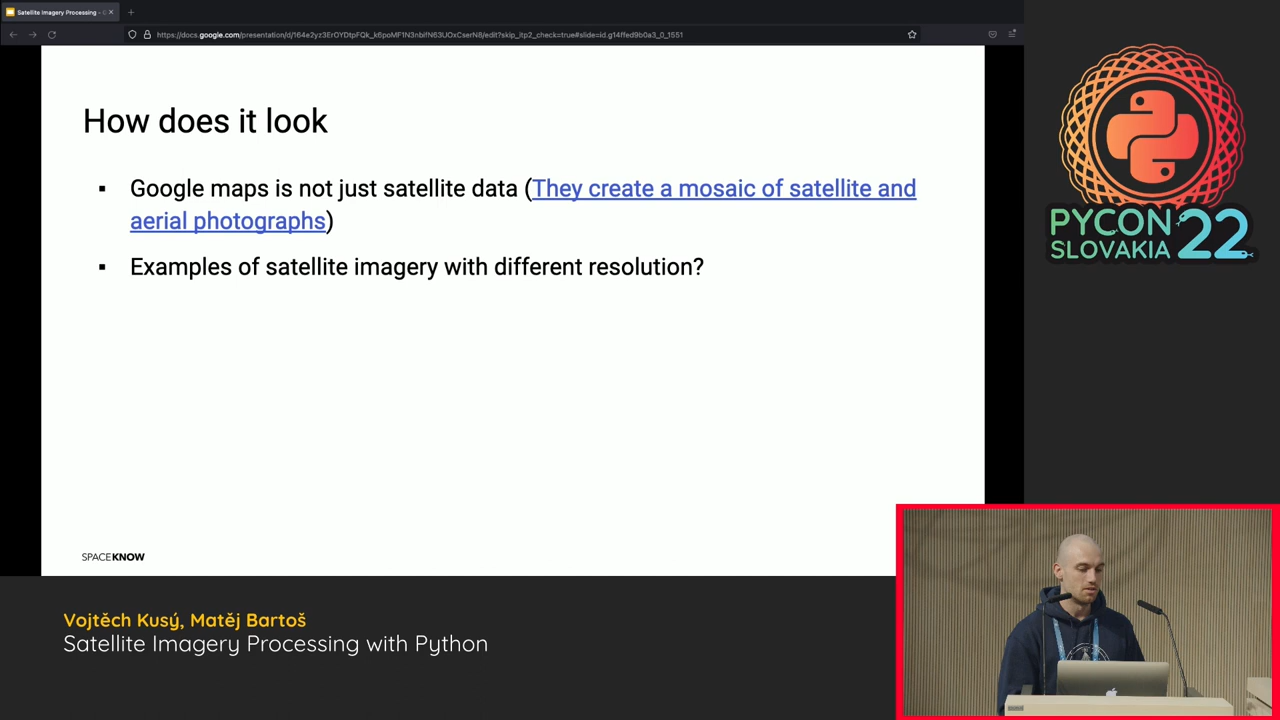 Satellite Imagery Processing - G
https://docs.google.com/presentation/d/164e2yz3ErOYDtpFQk_k6poMF1N3nbifN63UOxCserN8/edit?skip_itp2_check=true#slide=id.g14ffed9b0a3_0_1551
How does it look
▪ Google maps is not just satellite data (They create a mosaic of satellite and
aerial photographs)
▪ Examples of satellite imagery with different resolution?
SPACEKNOW
PYCON
SLOVAKIA
22
Vojtěch Kusý, Matěj Bartoš
Satellite Imagery Processing with Python